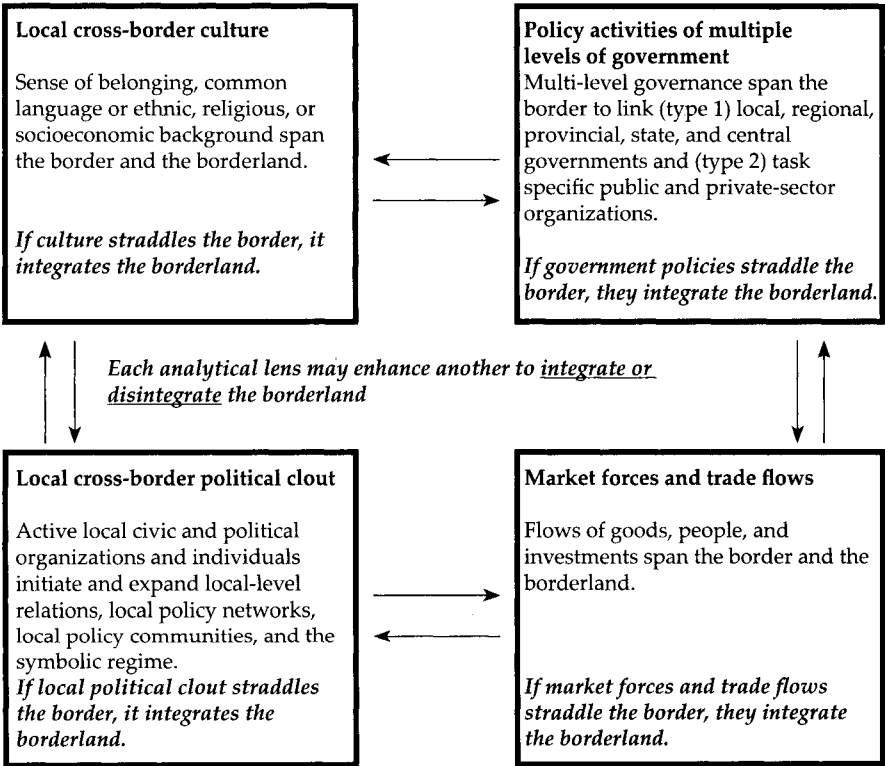 Local cross-border culture
Sense of belonging, common
language or ethnic, religious, or
socioeconomic background span
the border and the borderland.
If culture straddles the border, it
integrates the borderland.
Policy activities of multiple
levels of government
Multi-level governance span the
border to link (type 1) local, regional,
provincial, state, and central
governments and (type 2) task
specific public and private-sector
organizations.
If government policies straddle the
border, they integrate the borderland.
Each analytical lens may enhance another to integrate or
disintegrate the borderland
Local cross-border political clout
Active local civic and political
organizations and individuals
initiate and expand local-level
relations, local policy networks,
local policy communities, and the
symbolic regime.
If local political clout straddles
the border, it integrates the
borderland.
Market forces and trade flows
Flows of goods, people, and
investments span the border and the
borderland.
If market forces and trade flows
straddle the border, they integrate
the borderland.